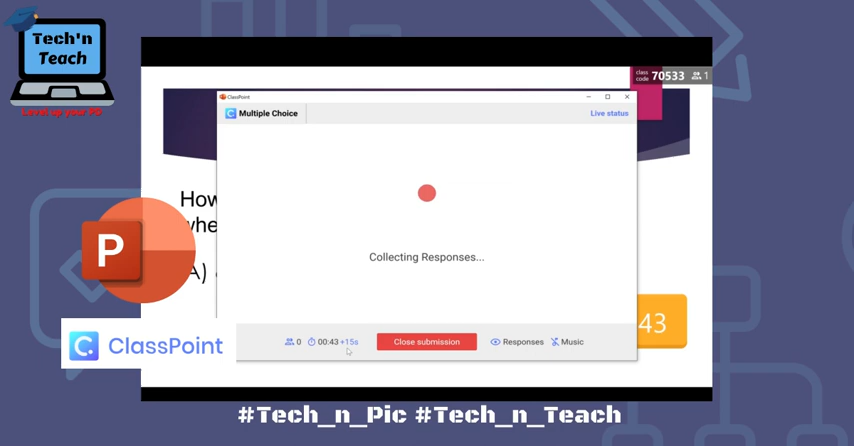 Tech'n
Teach
Level up your PD
class
code 70533 1
ClassPoint
Multiple Choice
Live status
How
whe
A)
Collecting Responses...
43
0 00:43 +15s Close submission Responses Music
P
C. ClassPoint
#Tech_n_Pic #Tech_n_Teach